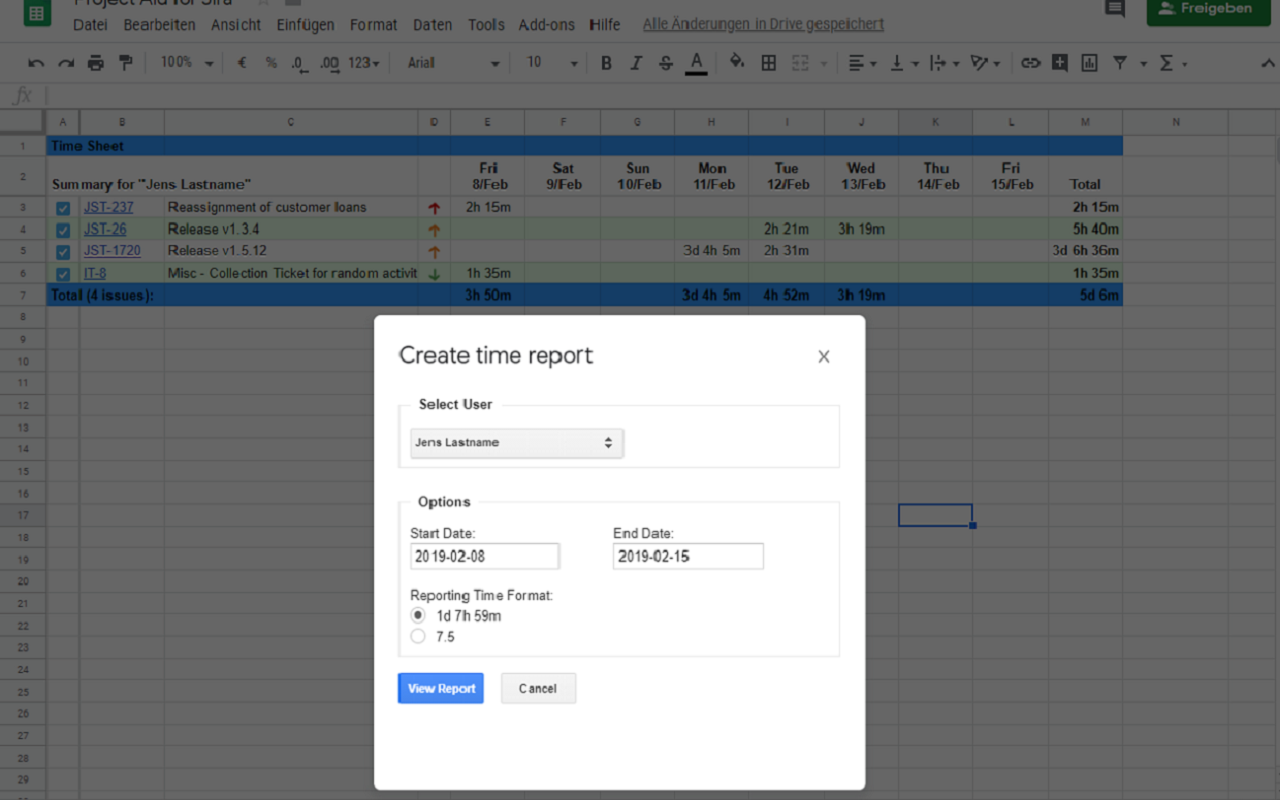 Project Aid for Jira
Datei Bearbeiten Ansicht Einfügen Format Daten Tools Add-ons Hilfe Alle Änderungen in Drive gespeichert
Freigeben
100% € % .0 .00 123 Arial 10 B I S A Σ
fx
A B C D E F G H I J K L M N
1 Time Sheet
Fri Sat Sun Mon Tue Wed Thu Fri
2 Summary for "Jens Lastname" 8/Feb 9/Feb 10/Feb 11/Feb 12/Feb 13/Feb 14/Feb 15/Feb Total
3 JST-237 Reassignment of customer loans 2h 15m 2h 15m
4 JST-26 Release v1.3.4 2h 21m 3h 19m 5h 40m
5 JST-1720 Release v1.5.12 3d 4h 5m 2h 31m 3d 6h 36m
6 IT-8 Misc - Collection Ticket for random activit 1h 35m 1h 35m
7 Total (4 issues): 3h 50m 3d 4h 5m 4h 52m 3h 19m 5d 6m
8
9
10
11
12
13
14
15
16
17
18
19
20
21
22
23
24
25
26
27
28
29
Create time report X
Select User
Jens Lastname
Options
Start Date: End Date:
2019-02-08 2019-02-15
Reporting Time Format:
1d 7h 59m
7.5
View Report Cancel